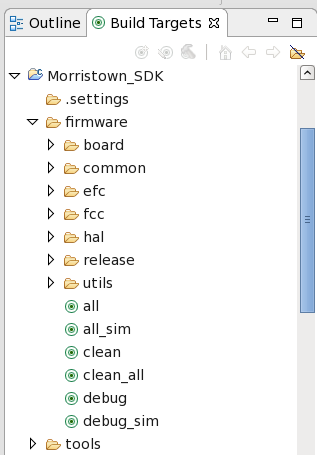 Outline
Build Targets
Morristown_SDK
.settings
firmware
board
common
efc
fcc
hal
release
utils
all
all_sim
clean
clean_all
debug
debug_sim
tools